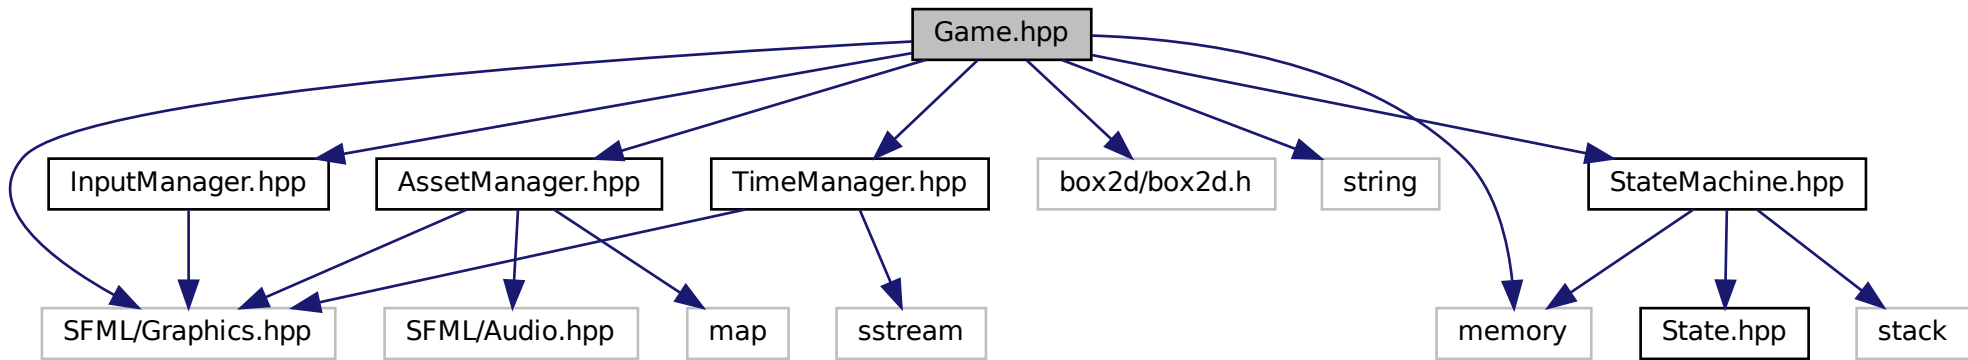 Game.hpp
InputManager.hpp
AssetManager.hpp
TimeManager.hpp
box2d/box2d.h
string
StateMachine.hpp
SFML/Graphics.hpp
SFML/Audio.hpp
map
sstream
memory
State.hpp
stack